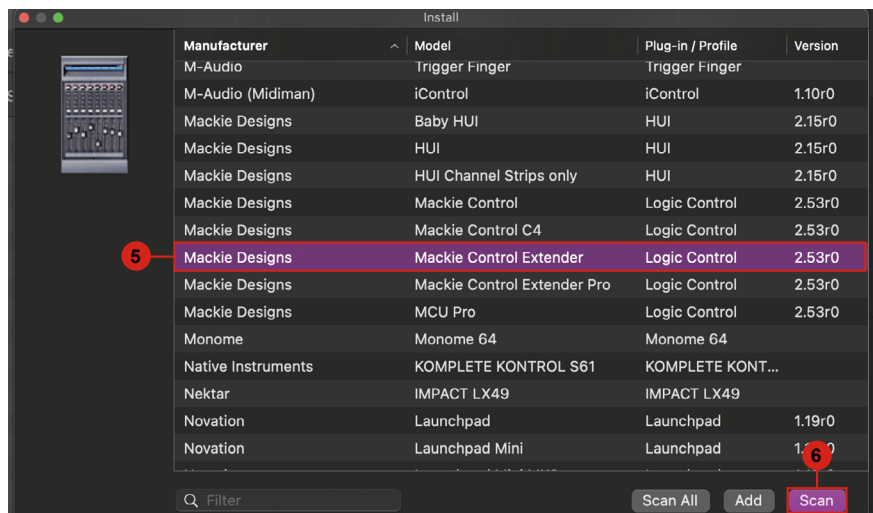 Install
Manufacturer Model Plug-in / Profile Version
M-Audio Trigger Finger Trigger Finger
M-Audio (Midiman) iControl iControl 1.10r0
Mackie Designs Baby HUI HUI 2.15r0
Mackie Designs HUI HUI 2.15r0
Mackie Designs HUI Channel Strips only HUI 2.15r0
Mackie Designs Mackie Control Logic Control 2.53r0
Mackie Designs Mackie Control C4 Logic Control 2.53r0
5 Mackie Designs Mackie Control Extender Logic Control 2.53r0
Mackie Designs Mackie Control Extender Pro Logic Control 2.53r0
Mackie Designs MCU Pro Logic Control 2.53r0
Monome Monome 64 Monome 64
Native Instruments KOMPLETE KONTROL S61 KOMPLETE KONT...
Nektar IMPACT LX49 IMPACT LX49
Novation Launchpad Launchpad 1.19r0
Novation Launchpad Mini Launchpad
6
Filter Scan All Add Scan